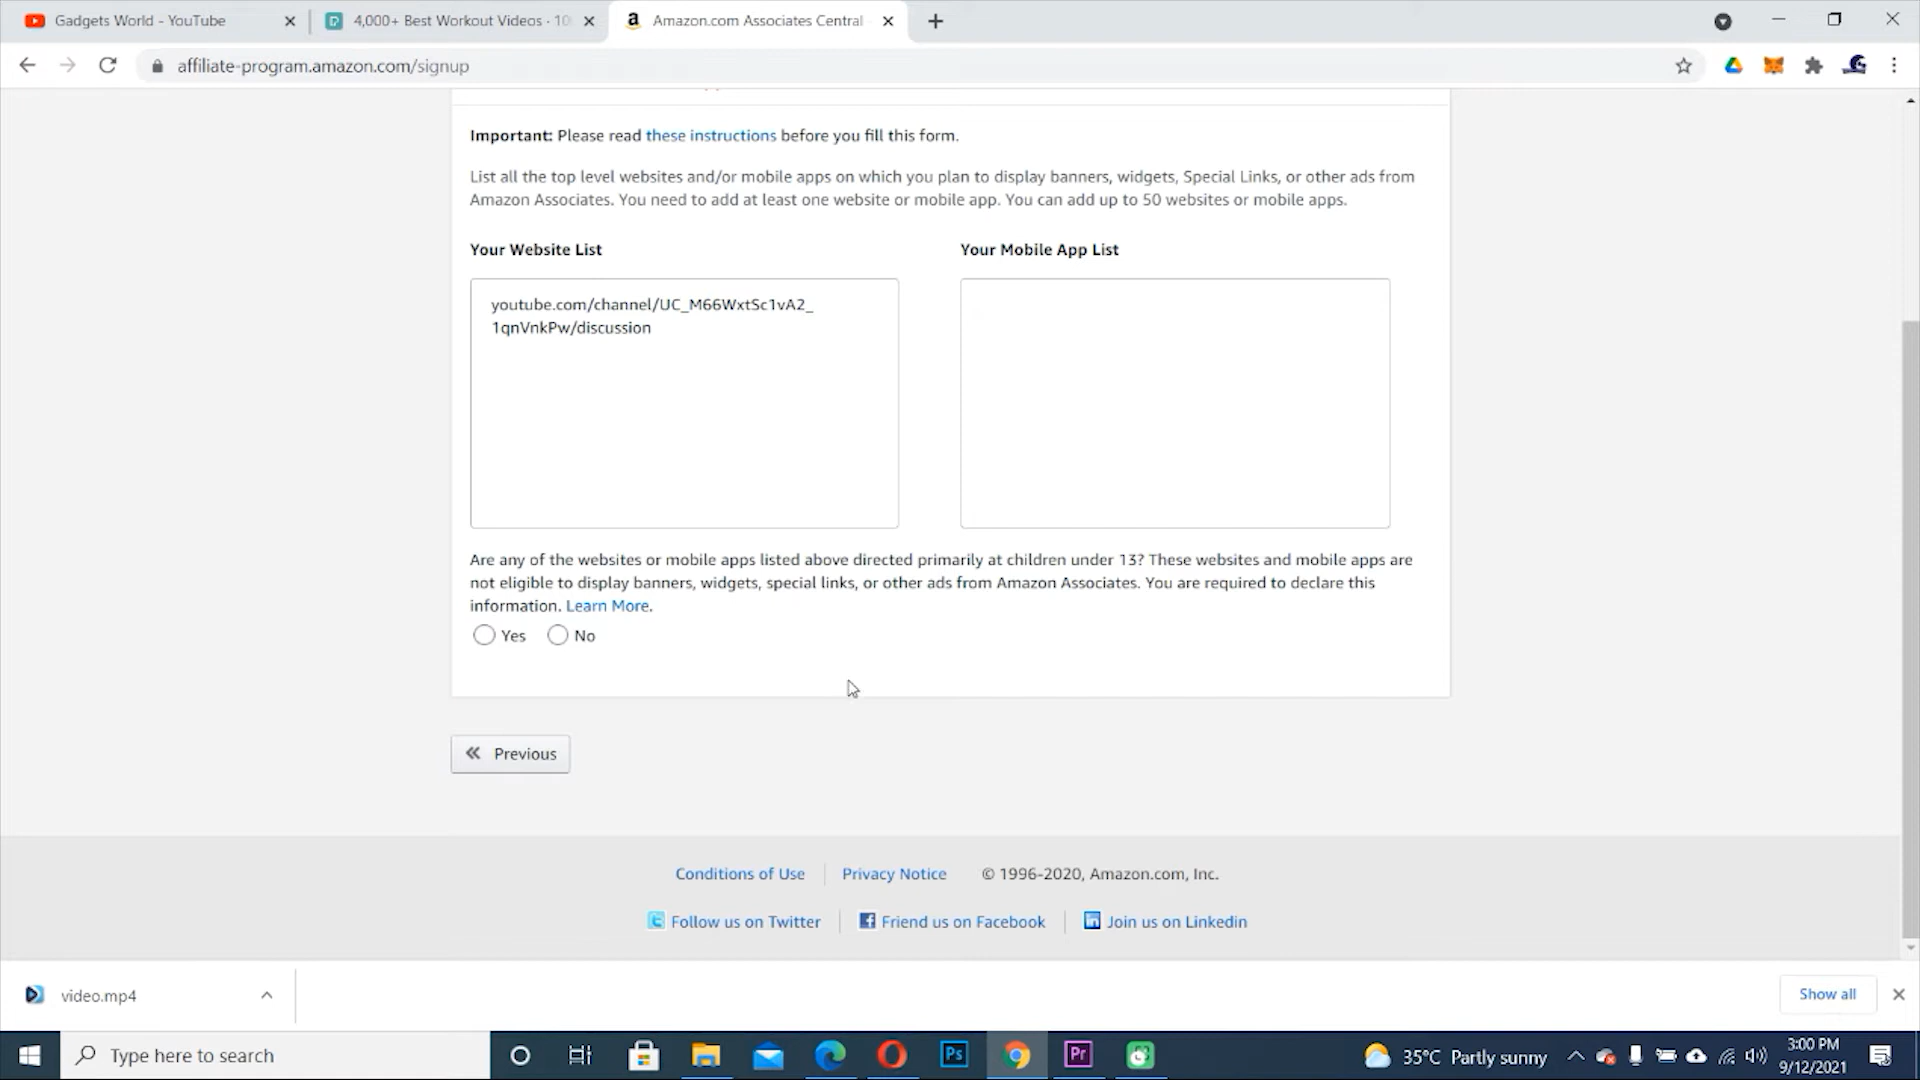 Gadgets World - YouTube
4,000+ Best Workout Videos · 10
Amazon.com Associates Central
affiliate-program.amazon.com/signup
Important: Please read these instructions before you fill this form.
List all the top level websites and/or mobile apps on which you plan to display banners, widgets, Special Links, or other ads from
Amazon Associates. You need to add at least one website or mobile app. You can add up to 50 websites or mobile apps.
Your Website List
Your Mobile App List
youtube.com/channel/UC_M66WxtSc1vA2_
1qnVnkPw/discussion
Are any of the websites or mobile apps listed above directed primarily at children under 13? These websites and mobile apps are
not eligible to display banners, widgets, special links, or other ads from Amazon Associates. You are required to declare this
information. Learn More.
Yes No
« Previous
Conditions of Use Privacy Notice © 1996-2020, Amazon.com, Inc.
Follow us on Twitter Friend us on Facebook Join us on Linkedin
video.mp4
Show all
Type here to search
Ps
Pr
35°C Partly sunny
3:00 PM
9/12/2021